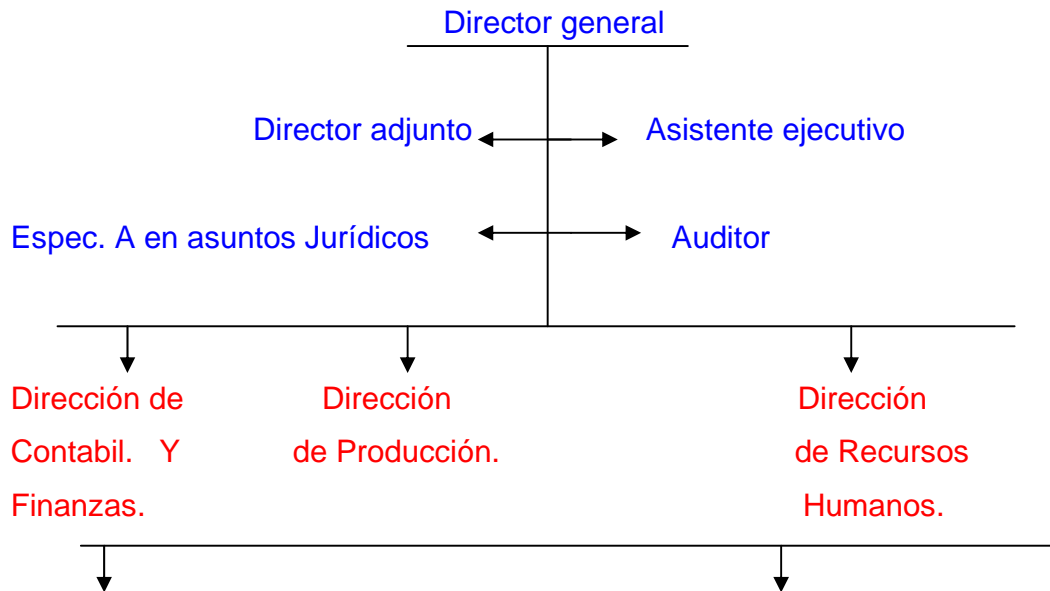 Director general
Director adjunto Asistente ejecutivo
Espec. A en asuntos Jurídicos Auditor
Dirección de Contabil. Y Finanzas.
Dirección de Producción.
Dirección de Recursos Humanos.